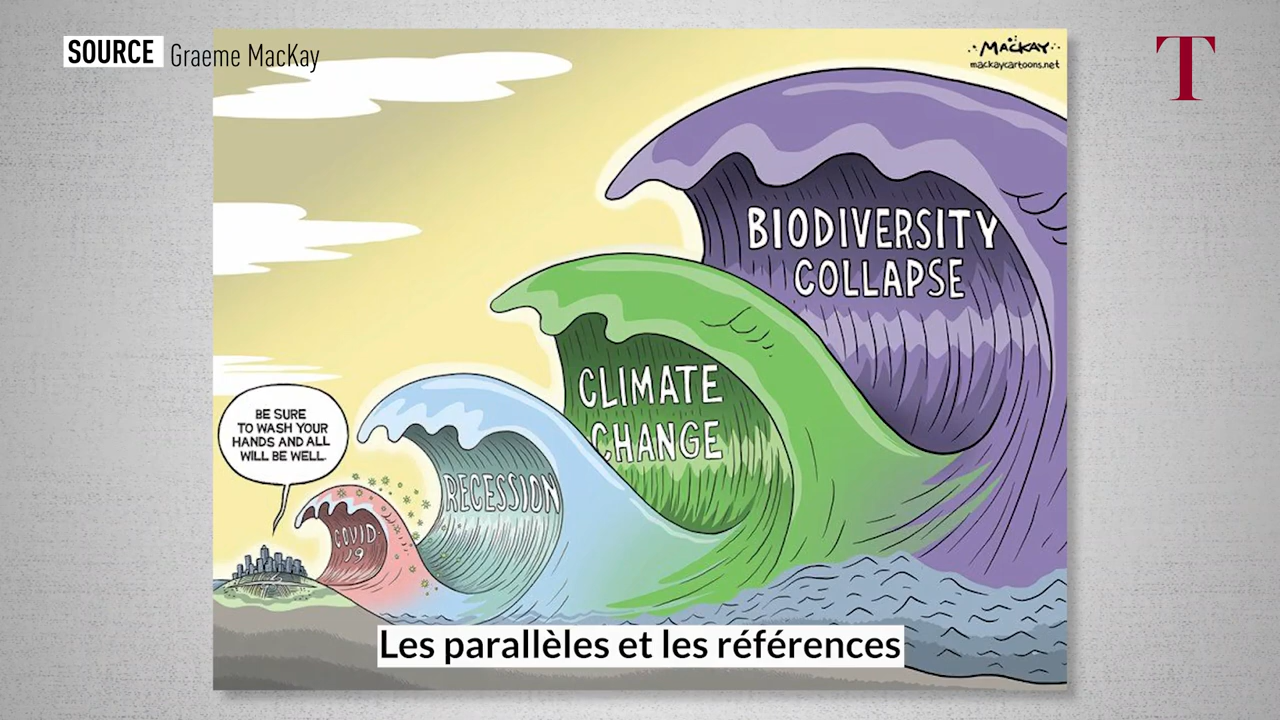 SOURCE Graeme MacKay
T
MACKAY
mackaycartoons.net
BIODIVERSITY
COLLAPSE
CLIMATE
CHANGE
BE SURE
TO WASH YOUR
HANDS AND ALL
WILL BE WELL.
RECESSION
COVID-
19
Les parallèles et les références